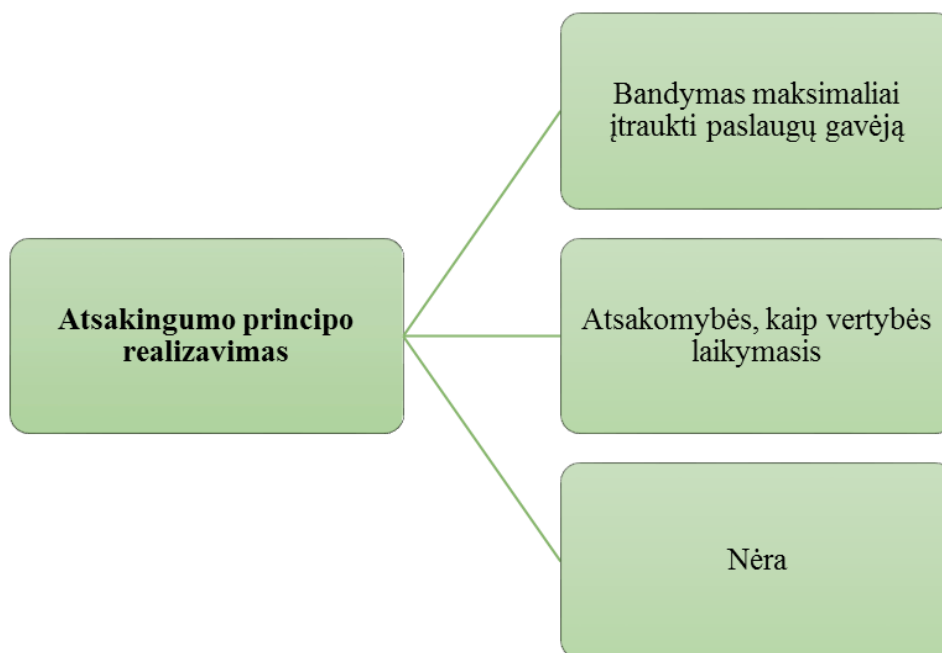 Bandymas maksimaliai
įtraukti paslaugų gavėją
Atsakingumo principo
realizavimas
Atsakomybės, kaip vertybės
laikymasis
Nėra